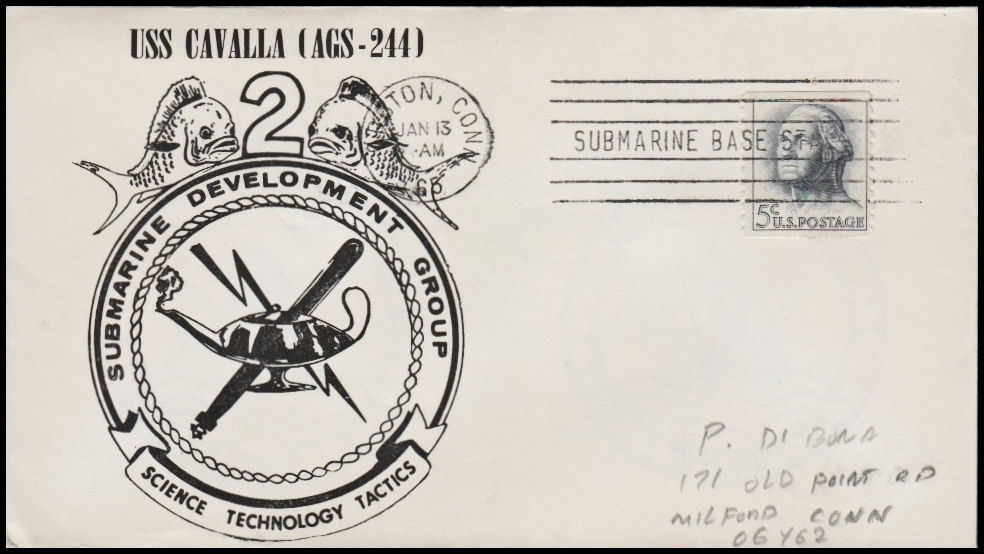 USS CAVALLA (AGS-244)
2
TON, CONN
JAN 13
AM
SUBMARINE BASE STA
5c
U.S. POSTAGE
SUBMARINE DEVELOPMENT GROUP
SCIENCE TECHNOLOGY TACTICS
P. DI BONA
171 OLD POINT RD
MILFORD CONN
06462